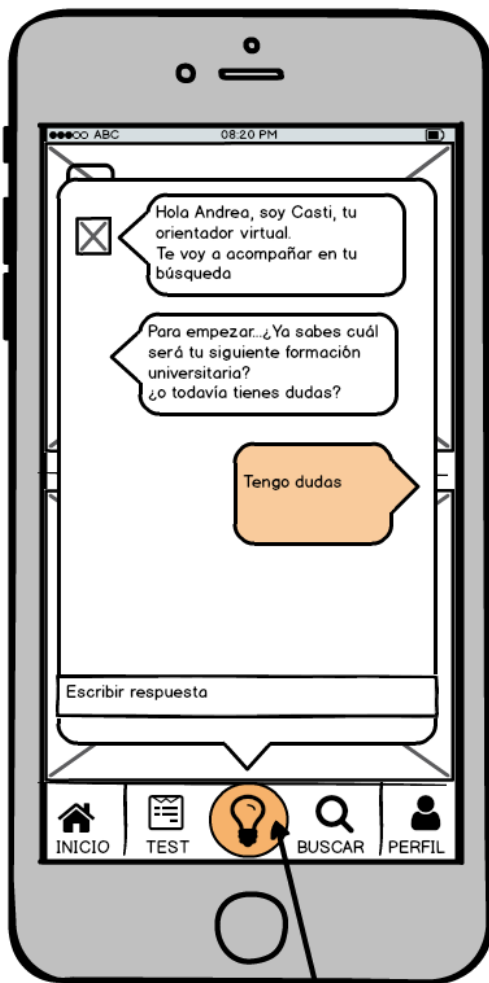 ABC 08:20 PM
Hola Andrea, soy Casti, tu
orientador virtual.
Te voy a acompañar en tu
búsqueda
Para empezar...¿Ya sabes cuál
será tu siguiente formación
universitaria?
¿o todavía tienes dudas?
Tengo dudas
Escribir respuesta
INICIO TEST BUSCAR PERFIL